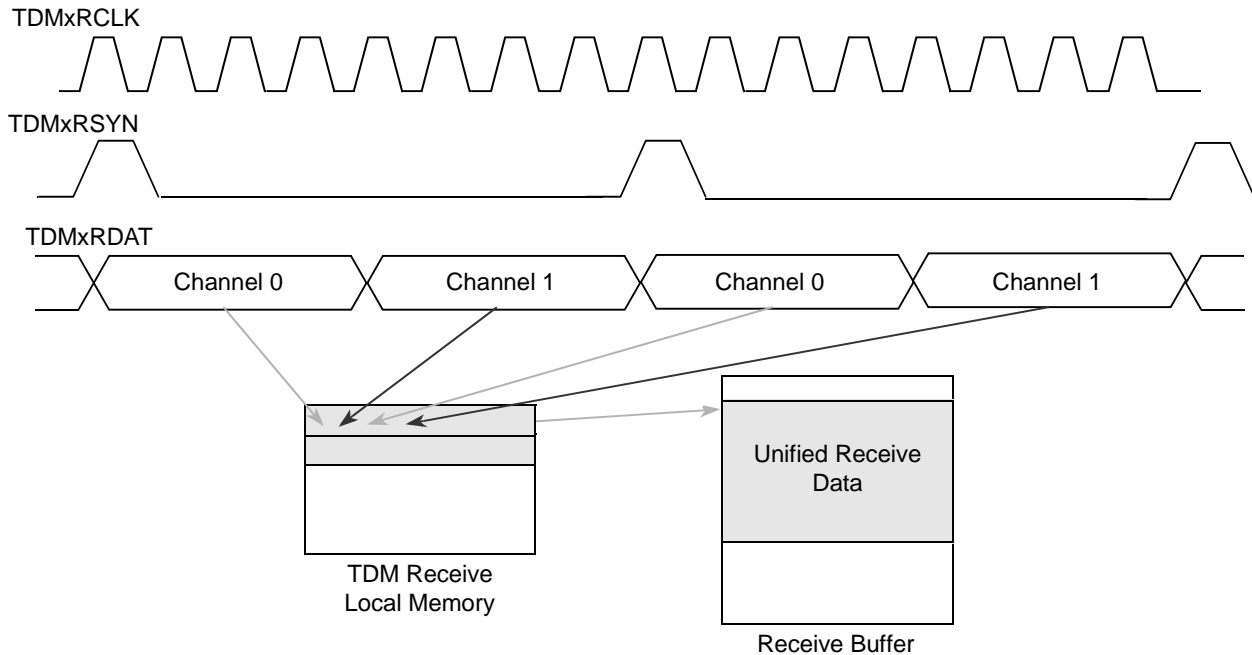 TDMxRCLK
TDMxRSYN
TDMxRDAT
Channel 0
Channel 1
Channel 0
Channel 1
Unified Receive
Data
TDM Receive
Local Memory
Receive Buffer